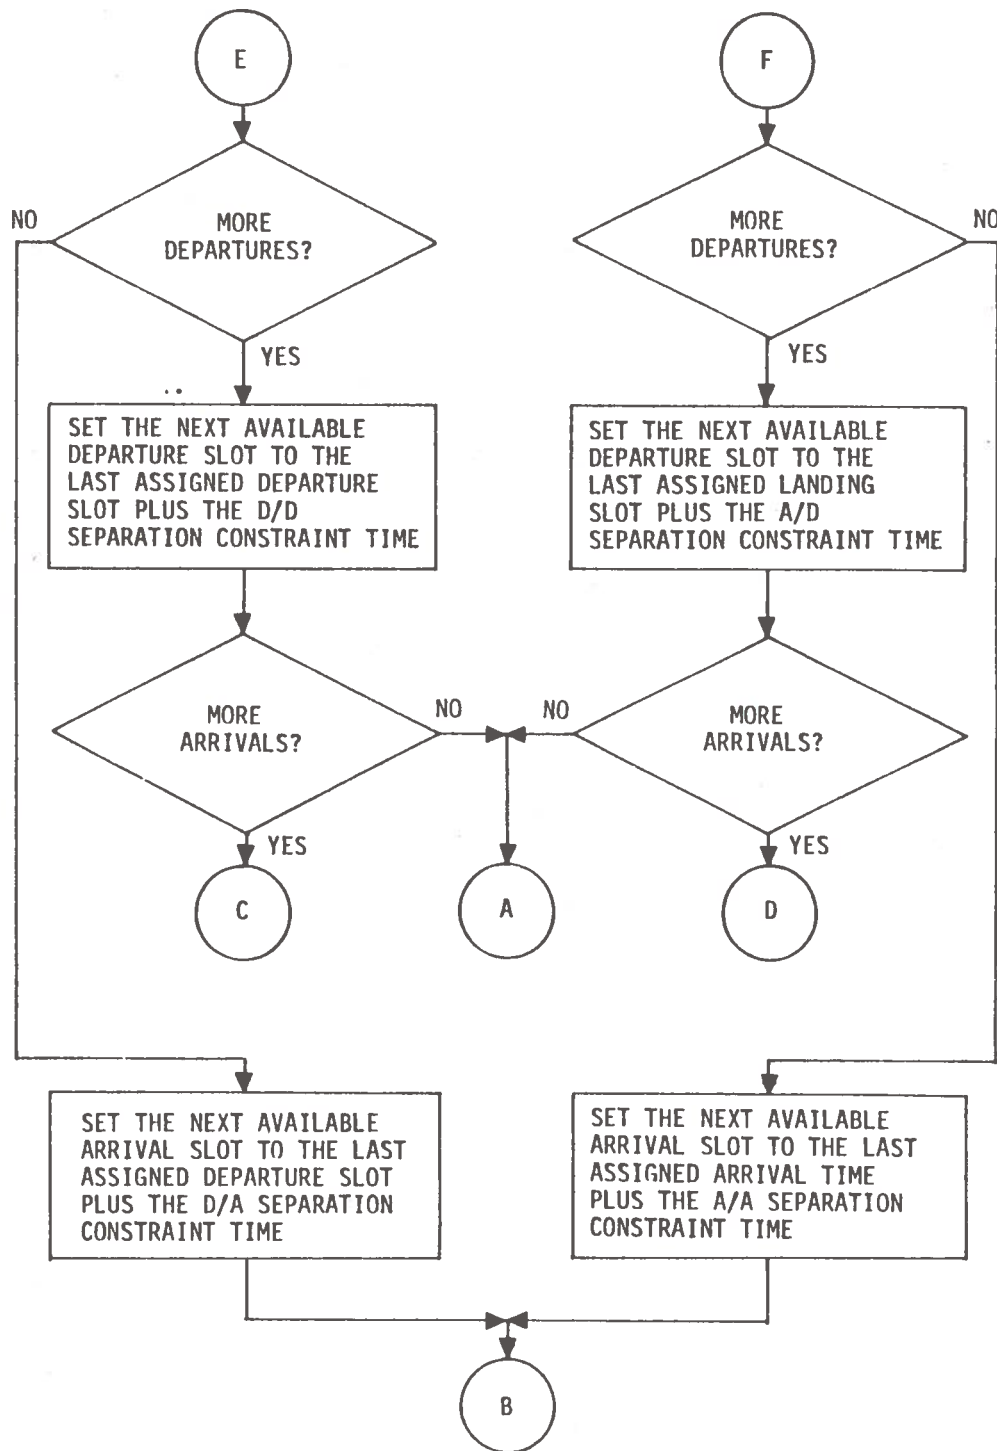 E
F
MORE
DEPARTURES?
NO
YES
MORE
DEPARTURES?
NO
YES
SET THE NEXT AVAILABLE
DEPARTURE SLOT TO THE
LAST ASSIGNED DEPARTURE
SLOT PLUS THE D/D
SEPARATION CONSTRAINT TIME
SET THE NEXT AVAILABLE
DEPARTURE SLOT TO THE
LAST ASSIGNED LANDING
SLOT PLUS THE A/D
SEPARATION CONSTRAINT TIME
MORE
ARRIVALS?
NO
YES
NO
MORE
ARRIVALS?
YES
C
A
D
SET THE NEXT AVAILABLE
ARRIVAL SLOT TO THE LAST
ASSIGNED DEPARTURE SLOT
PLUS THE D/A SEPARATION
CONSTRAINT TIME
SET THE NEXT AVAILABLE
ARRIVAL SLOT TO THE LAST
ASSIGNED ARRIVAL TIME
PLUS THE A/A SEPARATION
CONSTRAINT TIME
B